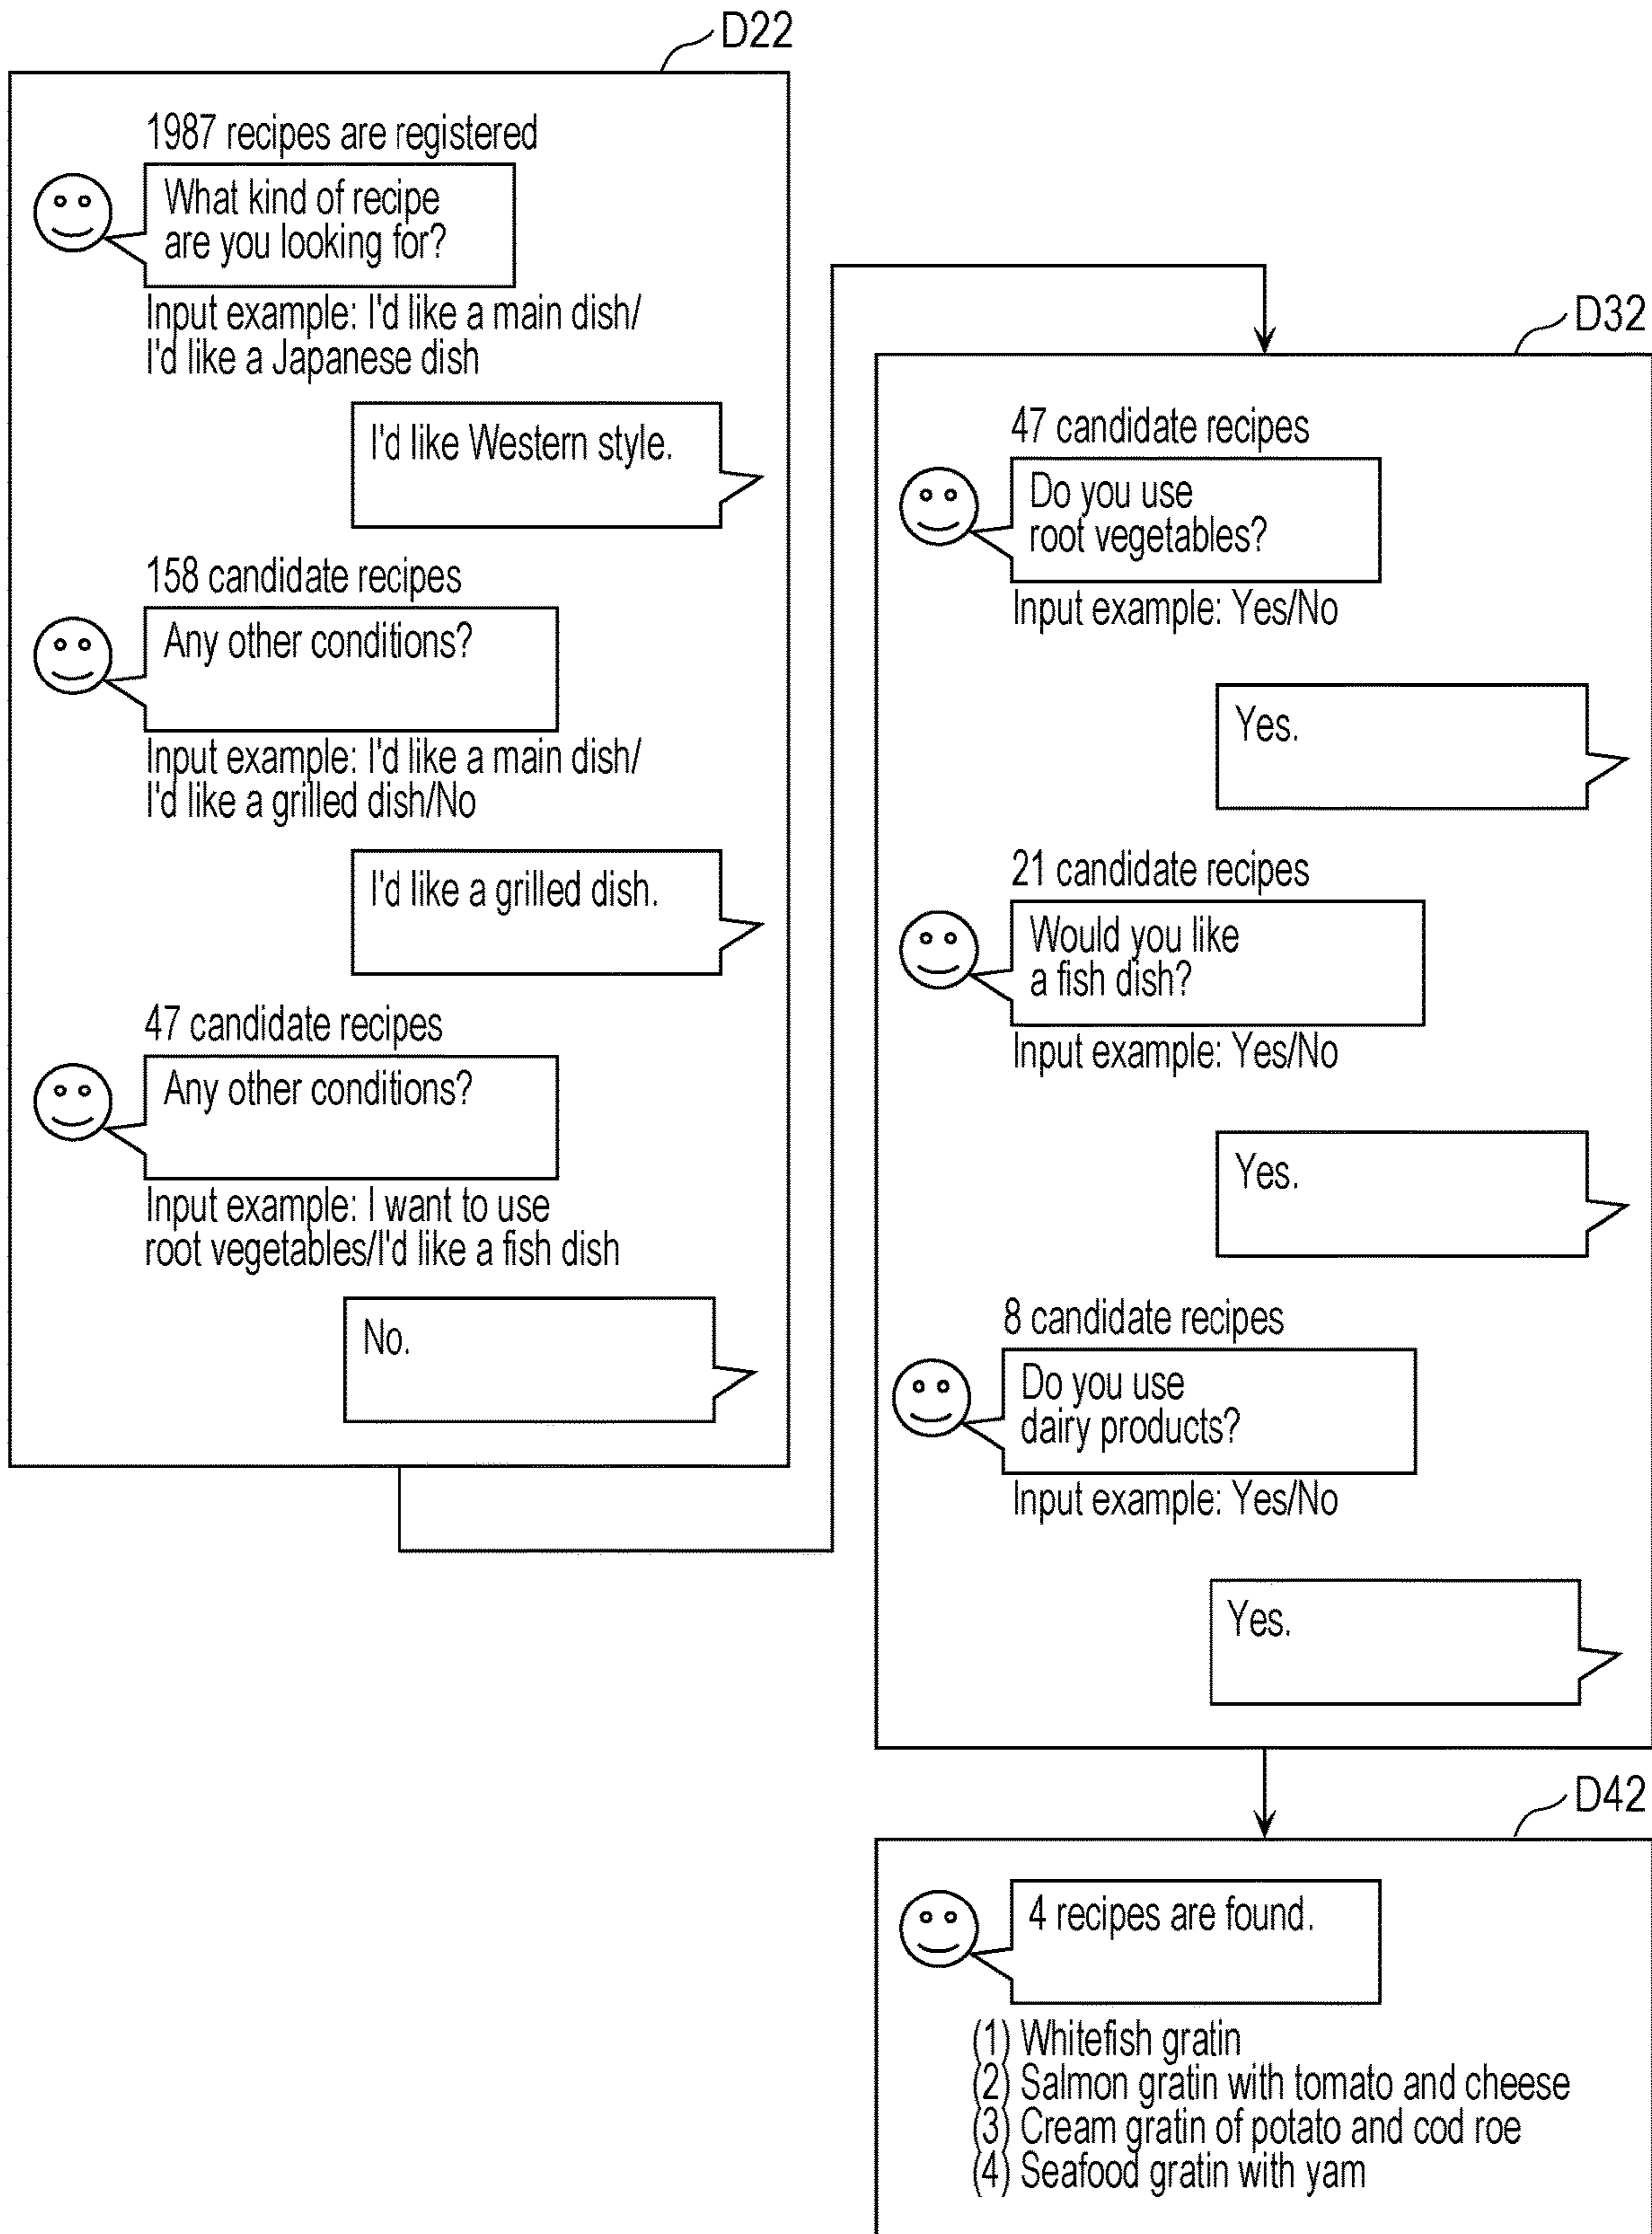 D22
1987 recipes are registered
What kind of recipe
are you looking for?
Input example: I'd like a main dish/
I'd like a Japanese dish
I'd like Western style.
158 candidate recipes
Any other conditions?
Input example: I'd like a main dish/
I'd like a grilled dish/No
I'd like a grilled dish.
47 candidate recipes
Any other conditions?
Input example: I want to use
root vegetables/I'd like a fish dish
No.
D32
47 candidate recipes
Do you use
root vegetables?
Input example: Yes/No
Yes.
21 candidate recipes
Would you like
a fish dish?
Input example: Yes/No
Yes.
8 candidate recipes
Do you use
dairy products?
Input example: Yes/No
Yes.
D42
4 recipes are found.
(1) Whitefish gratin
(2) Salmon gratin with tomato and cheese
(3) Cream gratin of potato and cod roe
(4) Seafood gratin with yam